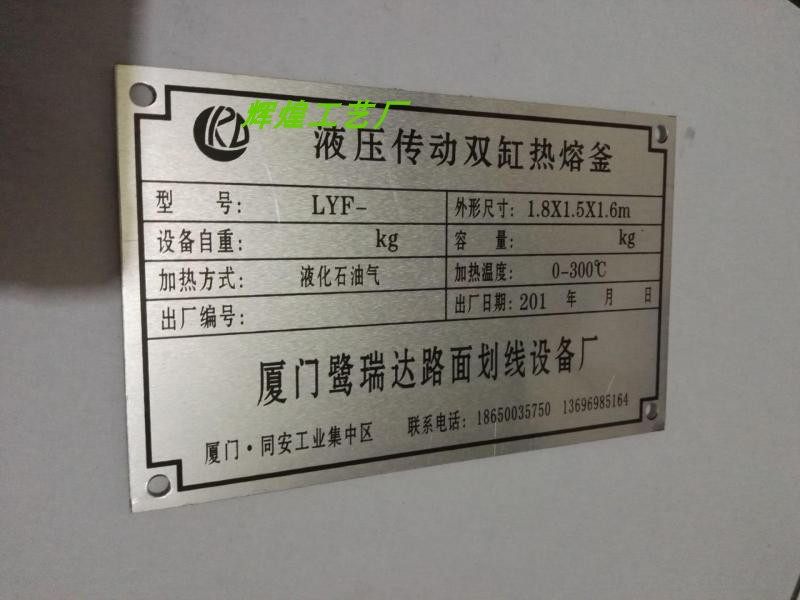 辉煌工艺厂
液压传动双缸热熔釜
型 号: LYF- 外形尺寸: 1.8X1.5X1.6m
设备自重: kg 容 量: kg
加热方式: 液化石油气 加热温度: 0-300℃
出厂编号: 出厂日期: 201 年 月 日
厦门鹭瑞达路面划线设备厂
厦门·同安工业集中区 联系电话: 18650035750 13696985164